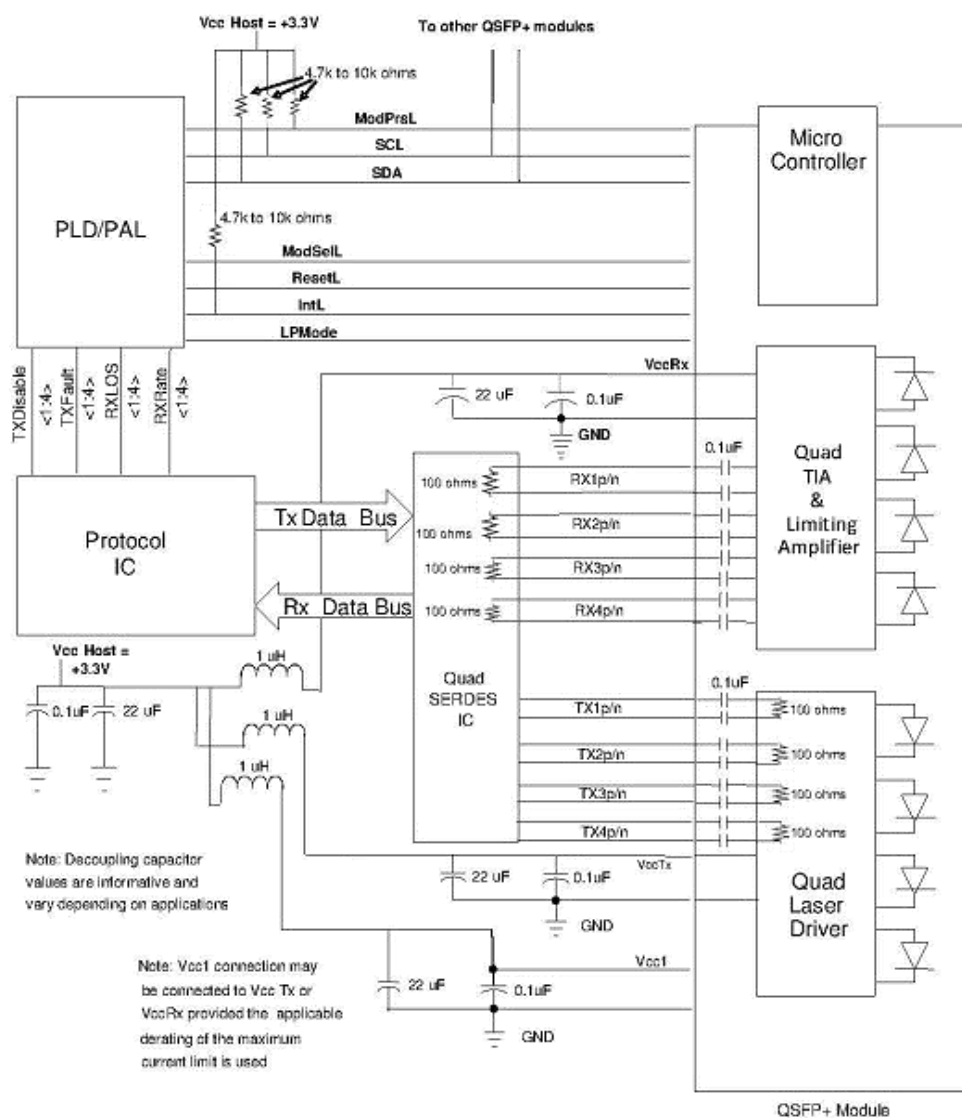 Vcc Host = +3.3V
To other QSFP+ modules
4.7k to 10k ohms
ModPrsL
SCL
SDA
Micro
Controller
PLD/PAL
4.7k to 10k ohms
ModSelL
ResetL
IntL
LPMode
TXDisable
<1:4>
TXFault
<1:4>
RXLOS
<1:4>
RXRate
<1:4>
VccRx
22 uF
0.1uF
GND
0.1uF
Quad
TIA
&
Limiting
Amplifier
100 ohms
RX1p/n
100 ohms
RX2p/n
100 ohms
RX3p/n
100 ohms
RX4p/n
Tx Data Bus
Protocol
IC
Rx Data Bus
Vcc Host =
+3.3V
0.1uF
22 uF
1 uH
1 uH
1 uH
Quad
SERDES
IC
0.1uF
TX1p/n
100 ohms
TX2p/n
100 ohms
TX3p/n
100 ohms
TX4p/n
100 ohms
VccTx
22 uF
0.1uF
GND
Quad
Laser
Driver
Note: Decoupling capacitor
values are informative and
vary depending on applications
Vcc1
22 uF
0.1uF
GND
Note: Vcc1 connection may
be connected to Vcc Tx or
VccRx provided the applicable
derating of the maximum
current limit is used
QSFP+ Module